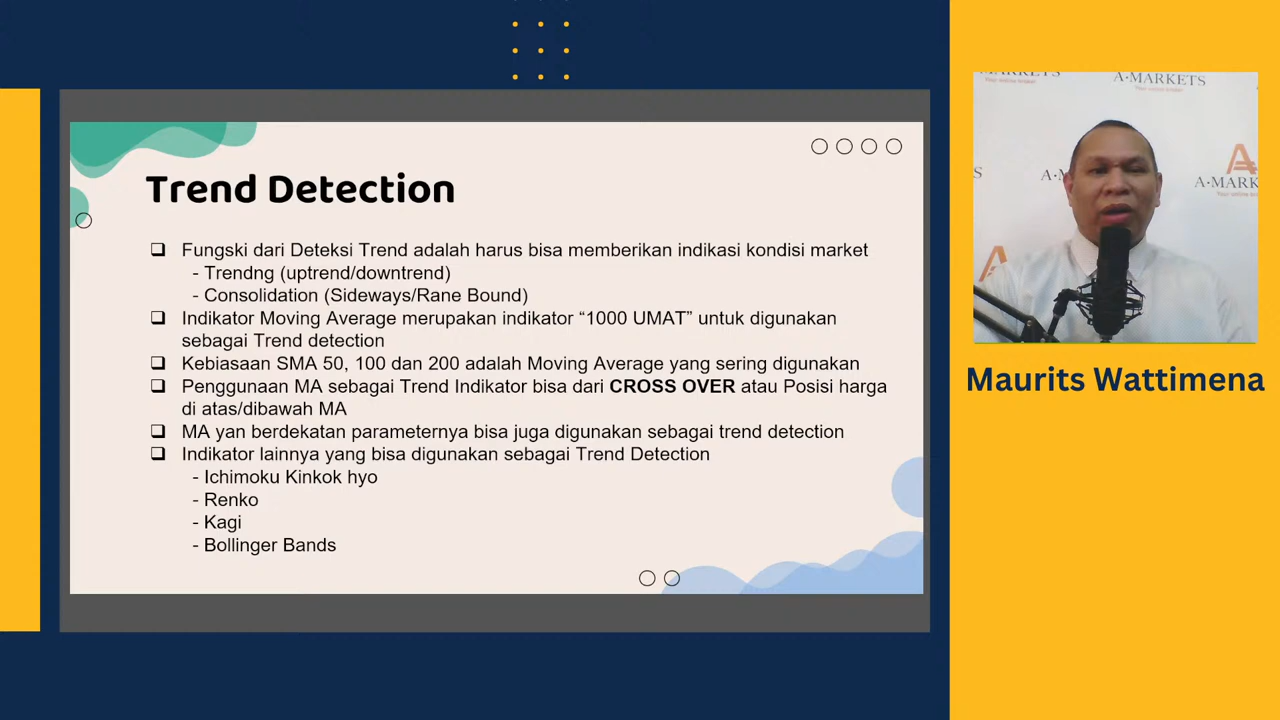 Trend Detection
Fungski dari Deteksi Trend adalah harus bisa memberikan indikasi kondisi market
- Trendng (uptrend/downtrend)
- Consolidation (Sideways/Rane Bound)
Indikator Moving Average merupakan indikator “1000 UMAT” untuk digunakan
sebagai Trend detection
Kebiasaan SMA 50, 100 dan 200 adalah Moving Average yang sering digunakan
Penggunaan MA sebagai Trend Indikator bisa dari CROSS OVER atau Posisi harga
di atas/dibawah MA
MA yan berdekatan parameternya bisa juga digunakan sebagai trend detection
Indikator lainnya yang bisa digunakan sebagai Trend Detection
- Ichimoku Kinkok hyo
- Renko
- Kagi
- Bollinger Bands
A·MARKETS
Your online broker
A·MARK
Maurits Wattimena